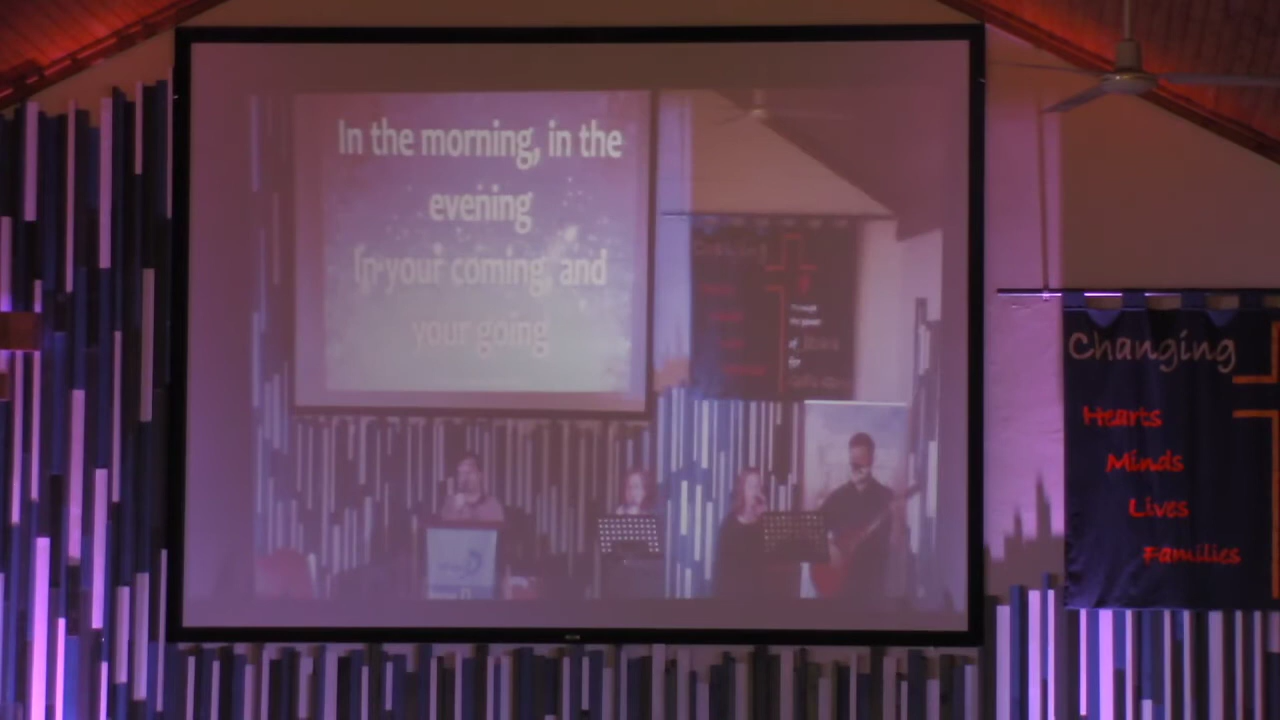 In the morning, in the
evening
In your coming, and
your going
Changing
Hearts
Minds
Lives
Families